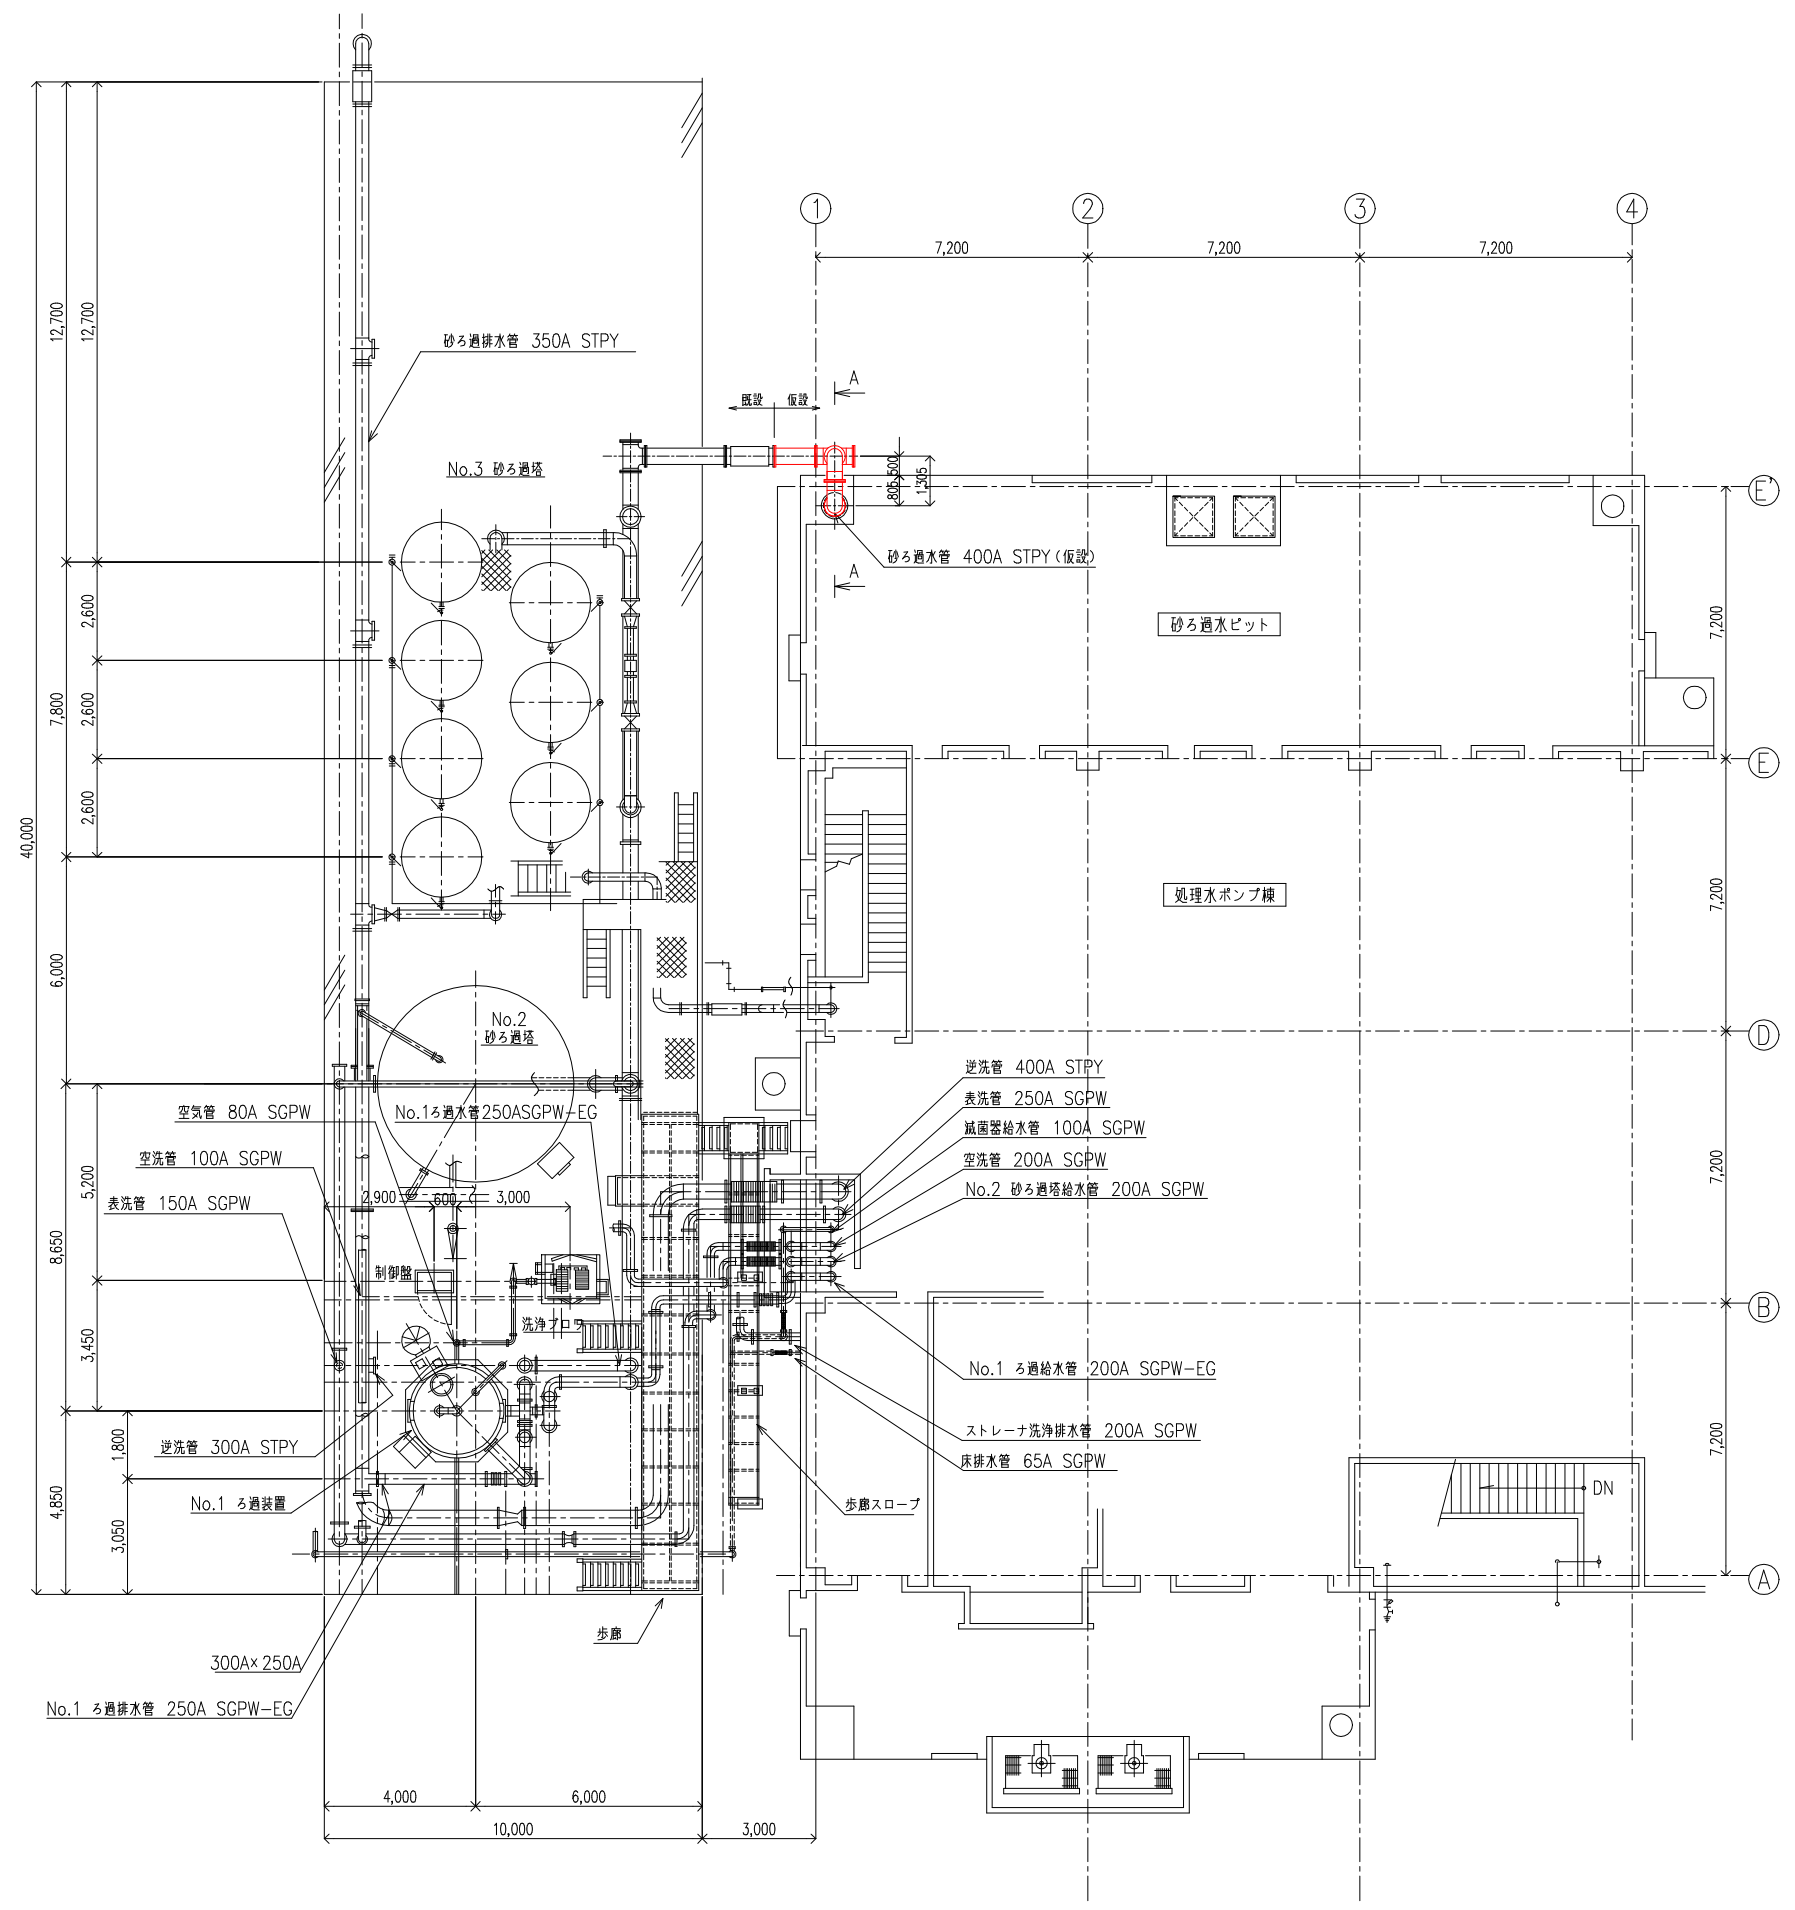 1
2
3
4
7,200
7,200
7,200
12,700
12,700
砂ろ過排水管 350A STPY
A
既設
仮設
No.3 砂ろ過塔
500
805
1,305
E'
砂ろ過水管 400A STPY(仮設)
A
2,600
砂ろ過水ピット
7,200
7,800
2,600
E
2,600
40,000
処理水ポンプ棟
7,200
6,000
No.2
砂ろ過塔
D
逆洗管 400A STPY
表洗管 250A SGPW
空気管 80A SGPW
No.1ろ過水管250ASGPW-EG
滅菌器給水管 100A SGPW
空洗管 100A SGPW
空洗管 200A SGPW
5,200
7,200
No.2 砂ろ過塔給水管 200A SGPW
表洗管 150A SGPW
2,900
600
3,000
8,650
制御盤
B
洗浄ブロワ
3,450
No.1 ろ過給水管 200A SGPW-EG
逆洗管 300A STPY
ストレーナ洗浄排水管 200A SGPW
7,200
1,800
床排水管 65A SGPW
4,850
No.1 ろ過装置
歩廊スロープ
DN
3,050
A
歩廊
300A×250A
No.1 ろ過排水管 250A SGPW-EG
4,000
6,000
10,000
3,000